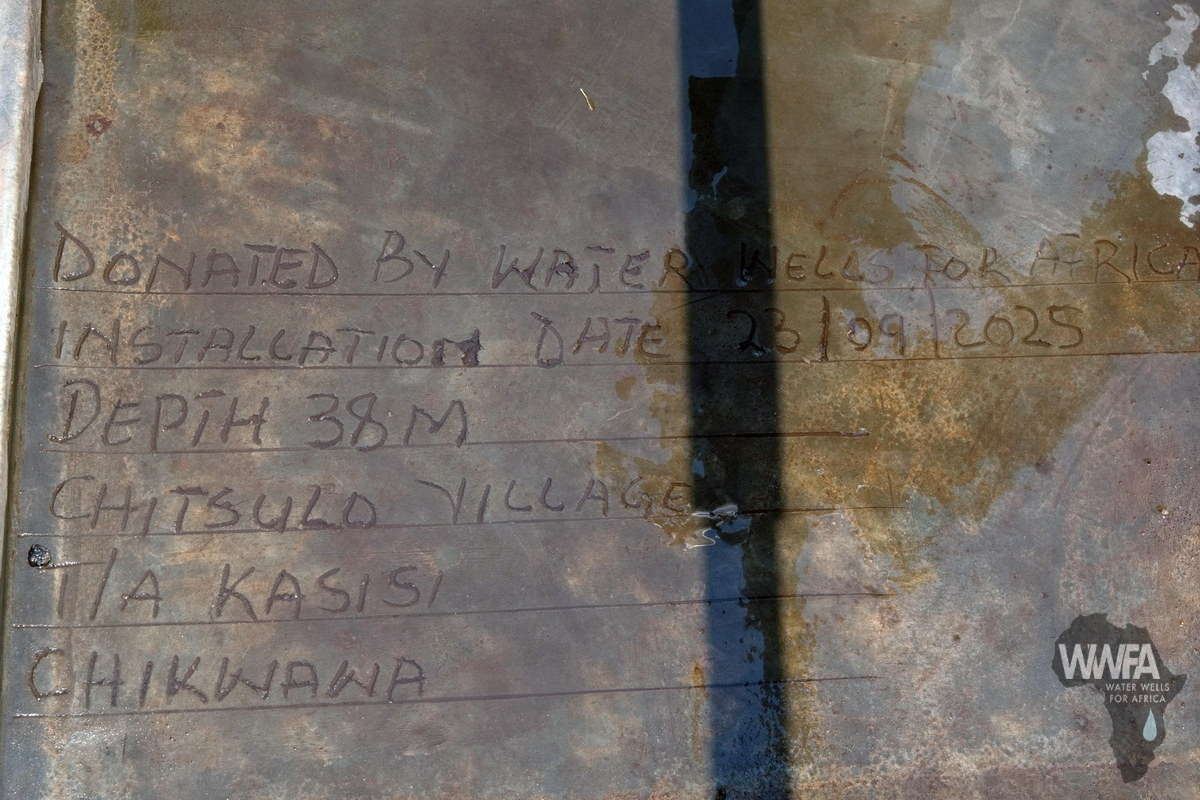 DONATED BY WATER WELLS FOR AFRICA
INSTALLATION DATE 23/09/2025
DEPTH 38M
CHITSULO VILLAGE
T/A KASISI
CHIKWAWA
WWFA
WATER WELLS
FOR AFRICA